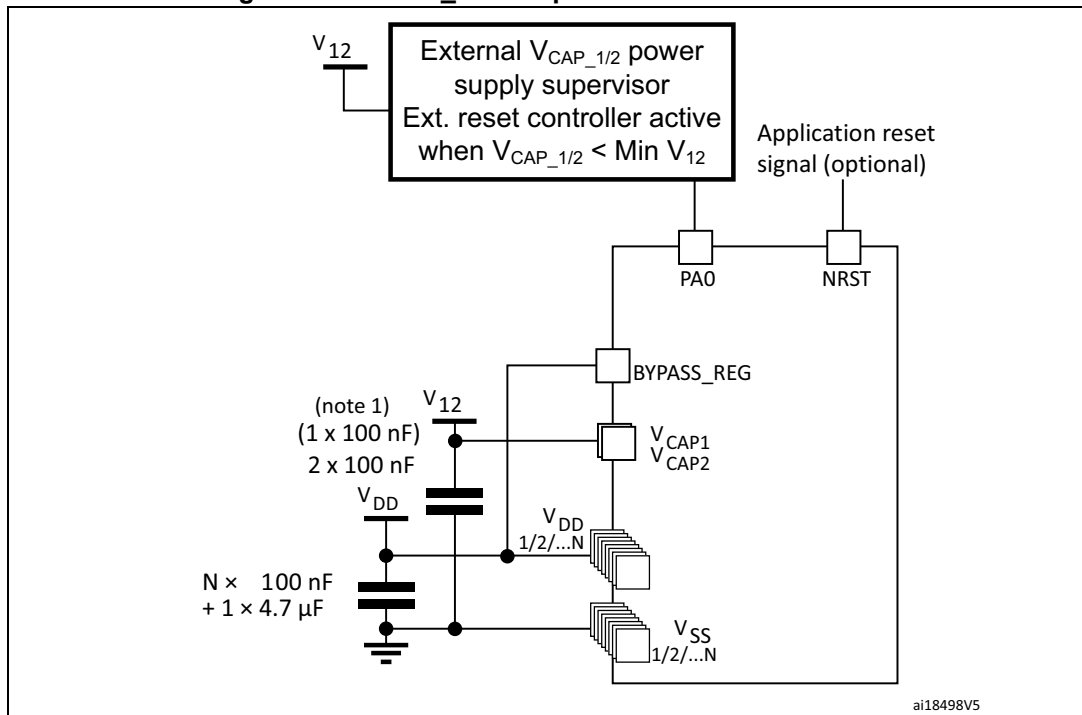 V12
External VCAP_1/2 power
supply supervisor
Ext. reset controller active
when VCAP_1/2 < Min V12
Application reset
signal (optional)
PA0
NRST
BYPASS_REG
(note 1)
(1 x 100 nF)
2 x 100 nF
V12
VCAP1
VCAP2
VDD
VDD
1/2/...N
N × 100 nF
+ 1 × 4.7 µF
VSS
1/2/...N
ai18498V5